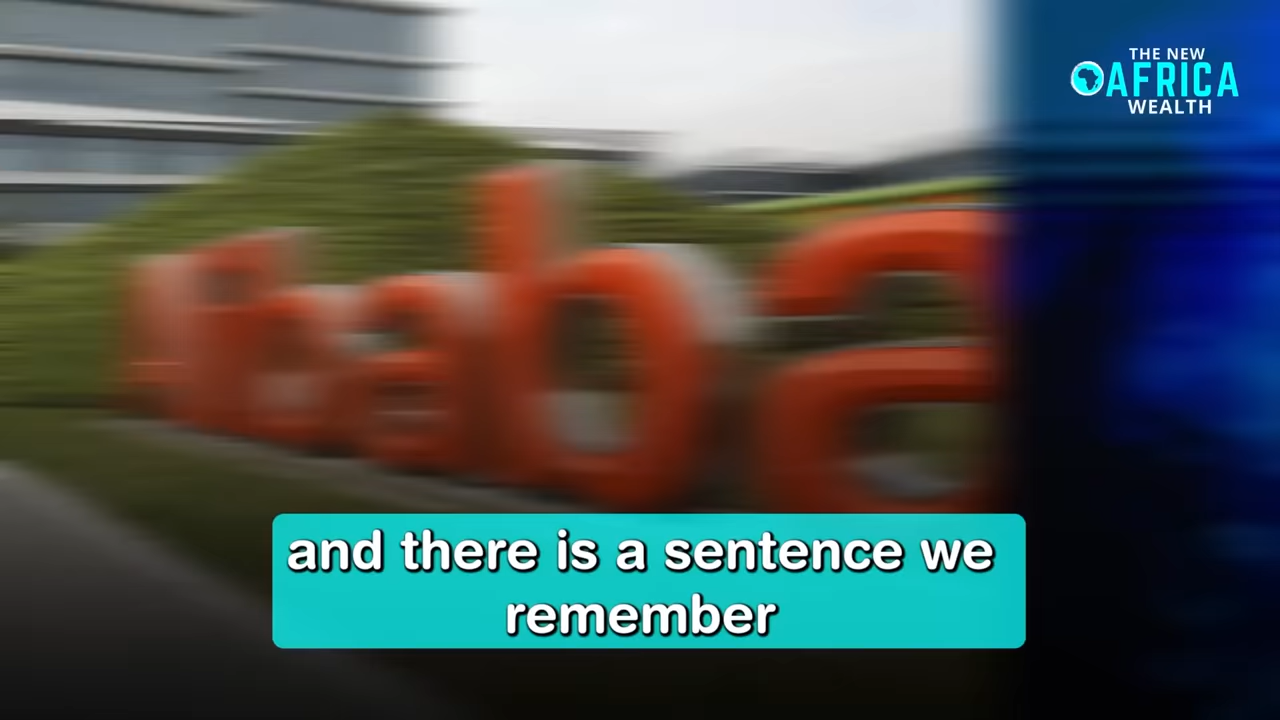 THE NEW
AFRICA
WEALTH
and there is a sentence we
remember